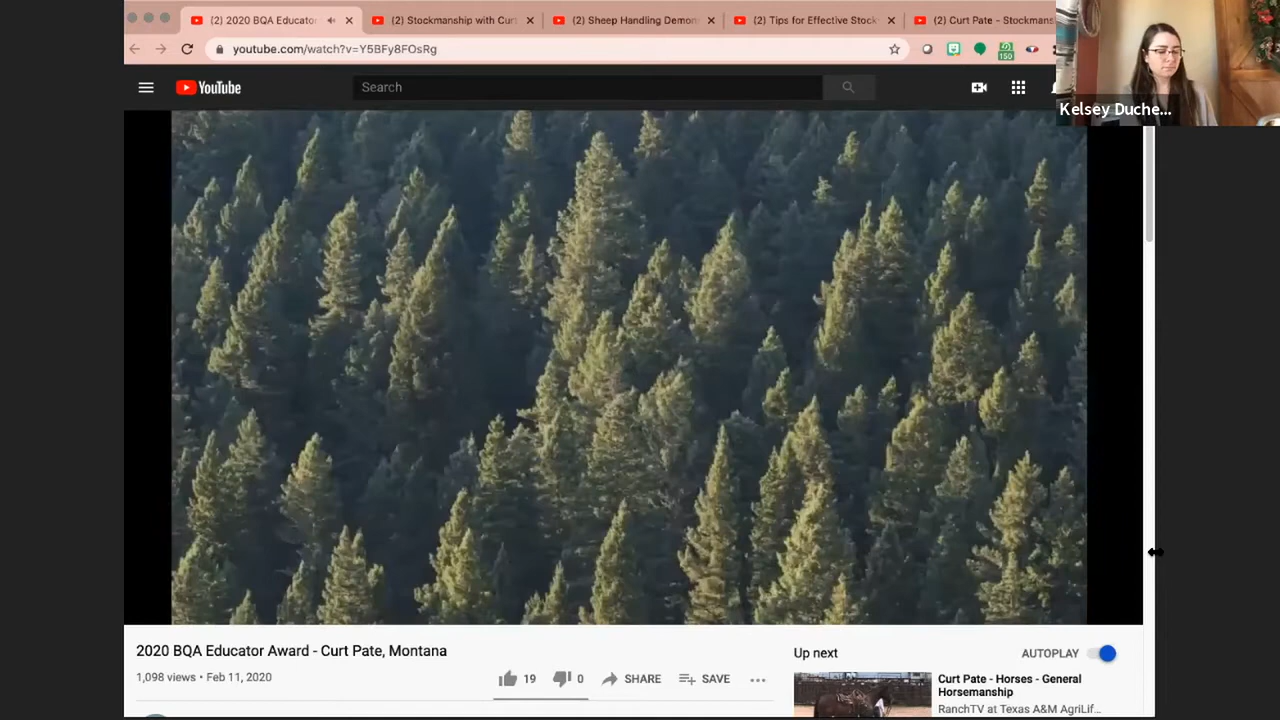 (2) 2020 BQA Educator
(2) Stockmanship with Cur
(2) Sheep Handling Demon
(2) Tips for Effective Stock
(2) Curt Pate - Stockmans
youtube.com/watch?v=Y5BFy8FOsRg
150
YouTube
Search
Kelsey Duche...
2020 BQA Educator Award - Curt Pate, Montana
1,098 views • Feb 11, 2020
19
0
SHARE
SAVE
Up next
AUTOPLAY
Curt Pate - Horses - General
Horsemanship
RanchTV at Texas A&M AgriLif...